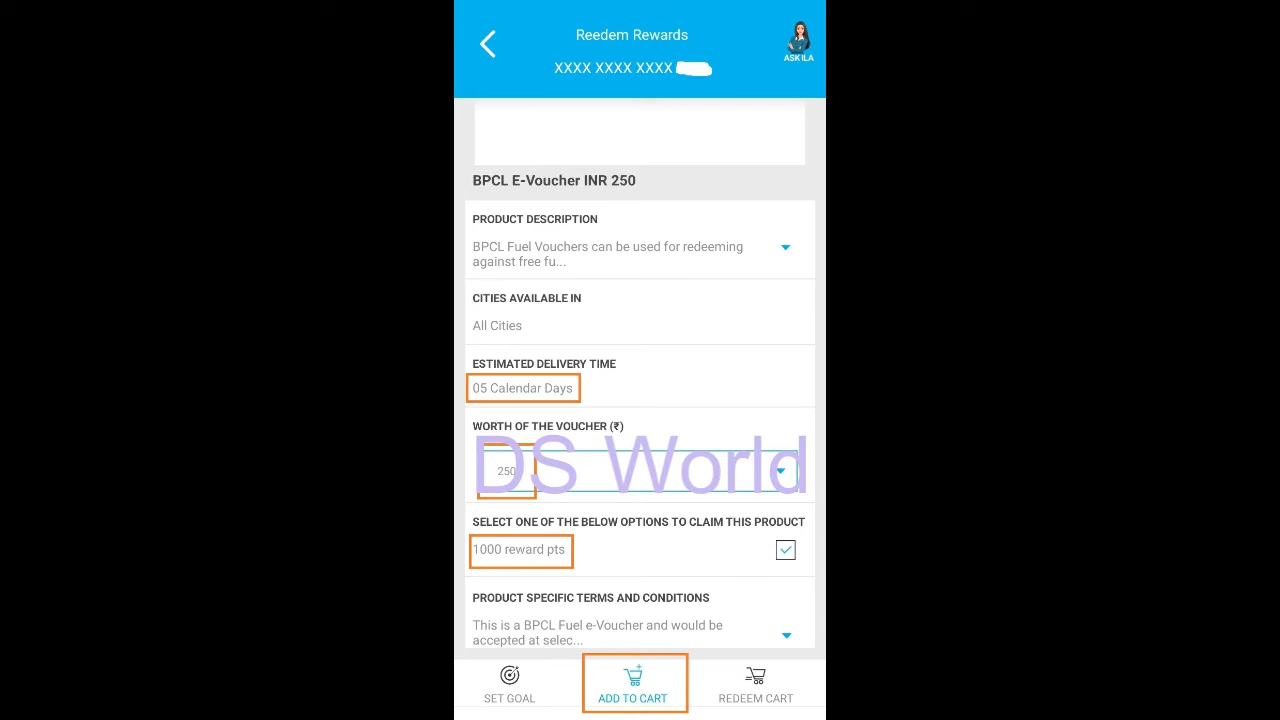 Reedem Rewards
XXXX XXXX XXXX
ASK ILA
BPCL E-Voucher INR 250
PRODUCT DESCRIPTION
BPCL Fuel Vouchers can be used for redeeming
against free fu...
CITIES AVAILABLE IN
All Cities
ESTIMATED DELIVERY TIME
05 Calendar Days
WORTH OF THE VOUCHER (₹)
250
DS World
SELECT ONE OF THE BELOW OPTIONS TO CLAIM THIS PRODUCT
1000 reward pts
PRODUCT SPECIFIC TERMS AND CONDITIONS
This is a BPCL Fuel e-Voucher and would be
accepted at selec...
SET GOAL
ADD TO CART
REDEEM CART